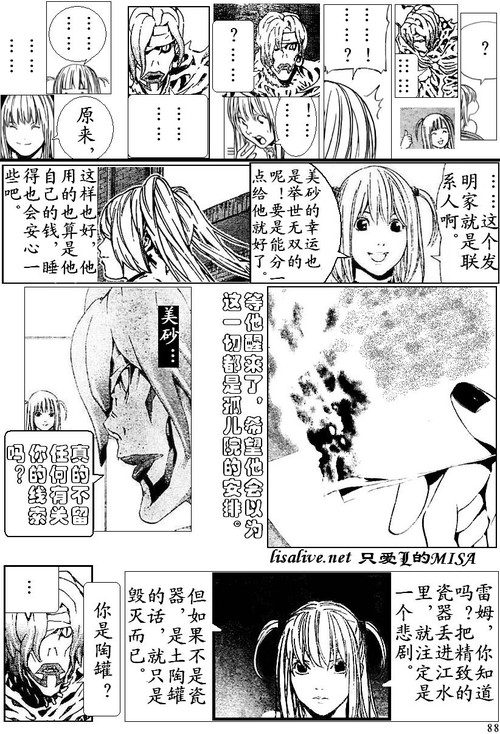 ……？
……
……？！
？
……
……
……
……
……
……
原来，
……这个发
明家就是联
系人啊。
美砂的幸运也
是举世无双的
呢！要是能分一
点给他就好了。
这样也好，他
用的也算是他
自己的钱，睡
得也会安心一
些吧。
等他醒来了，希望他会以为
这一切都是孤儿院的安排。
美砂…
真的不留
任何有关
你的线索
吗？
lisalive.net 只爱L的MISA
雷姆，你知道
吗？把精致的
瓷器丢进江水
里，就注定是
一个悲剧。
但如果不是瓷
器，是土陶罐
的话，就只是
毁灭而已。
你是陶罐？
…
88